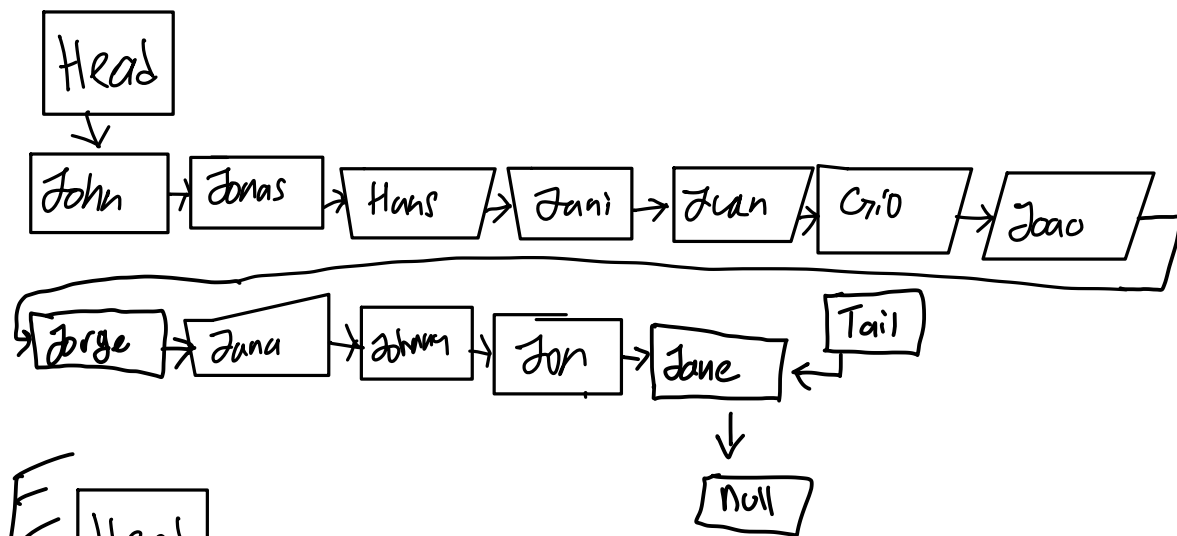 Head
John Jonas Hans Jani Juan Gio Joao
Jorge Jana Johnny Jon Jane Tail
null
E
Head